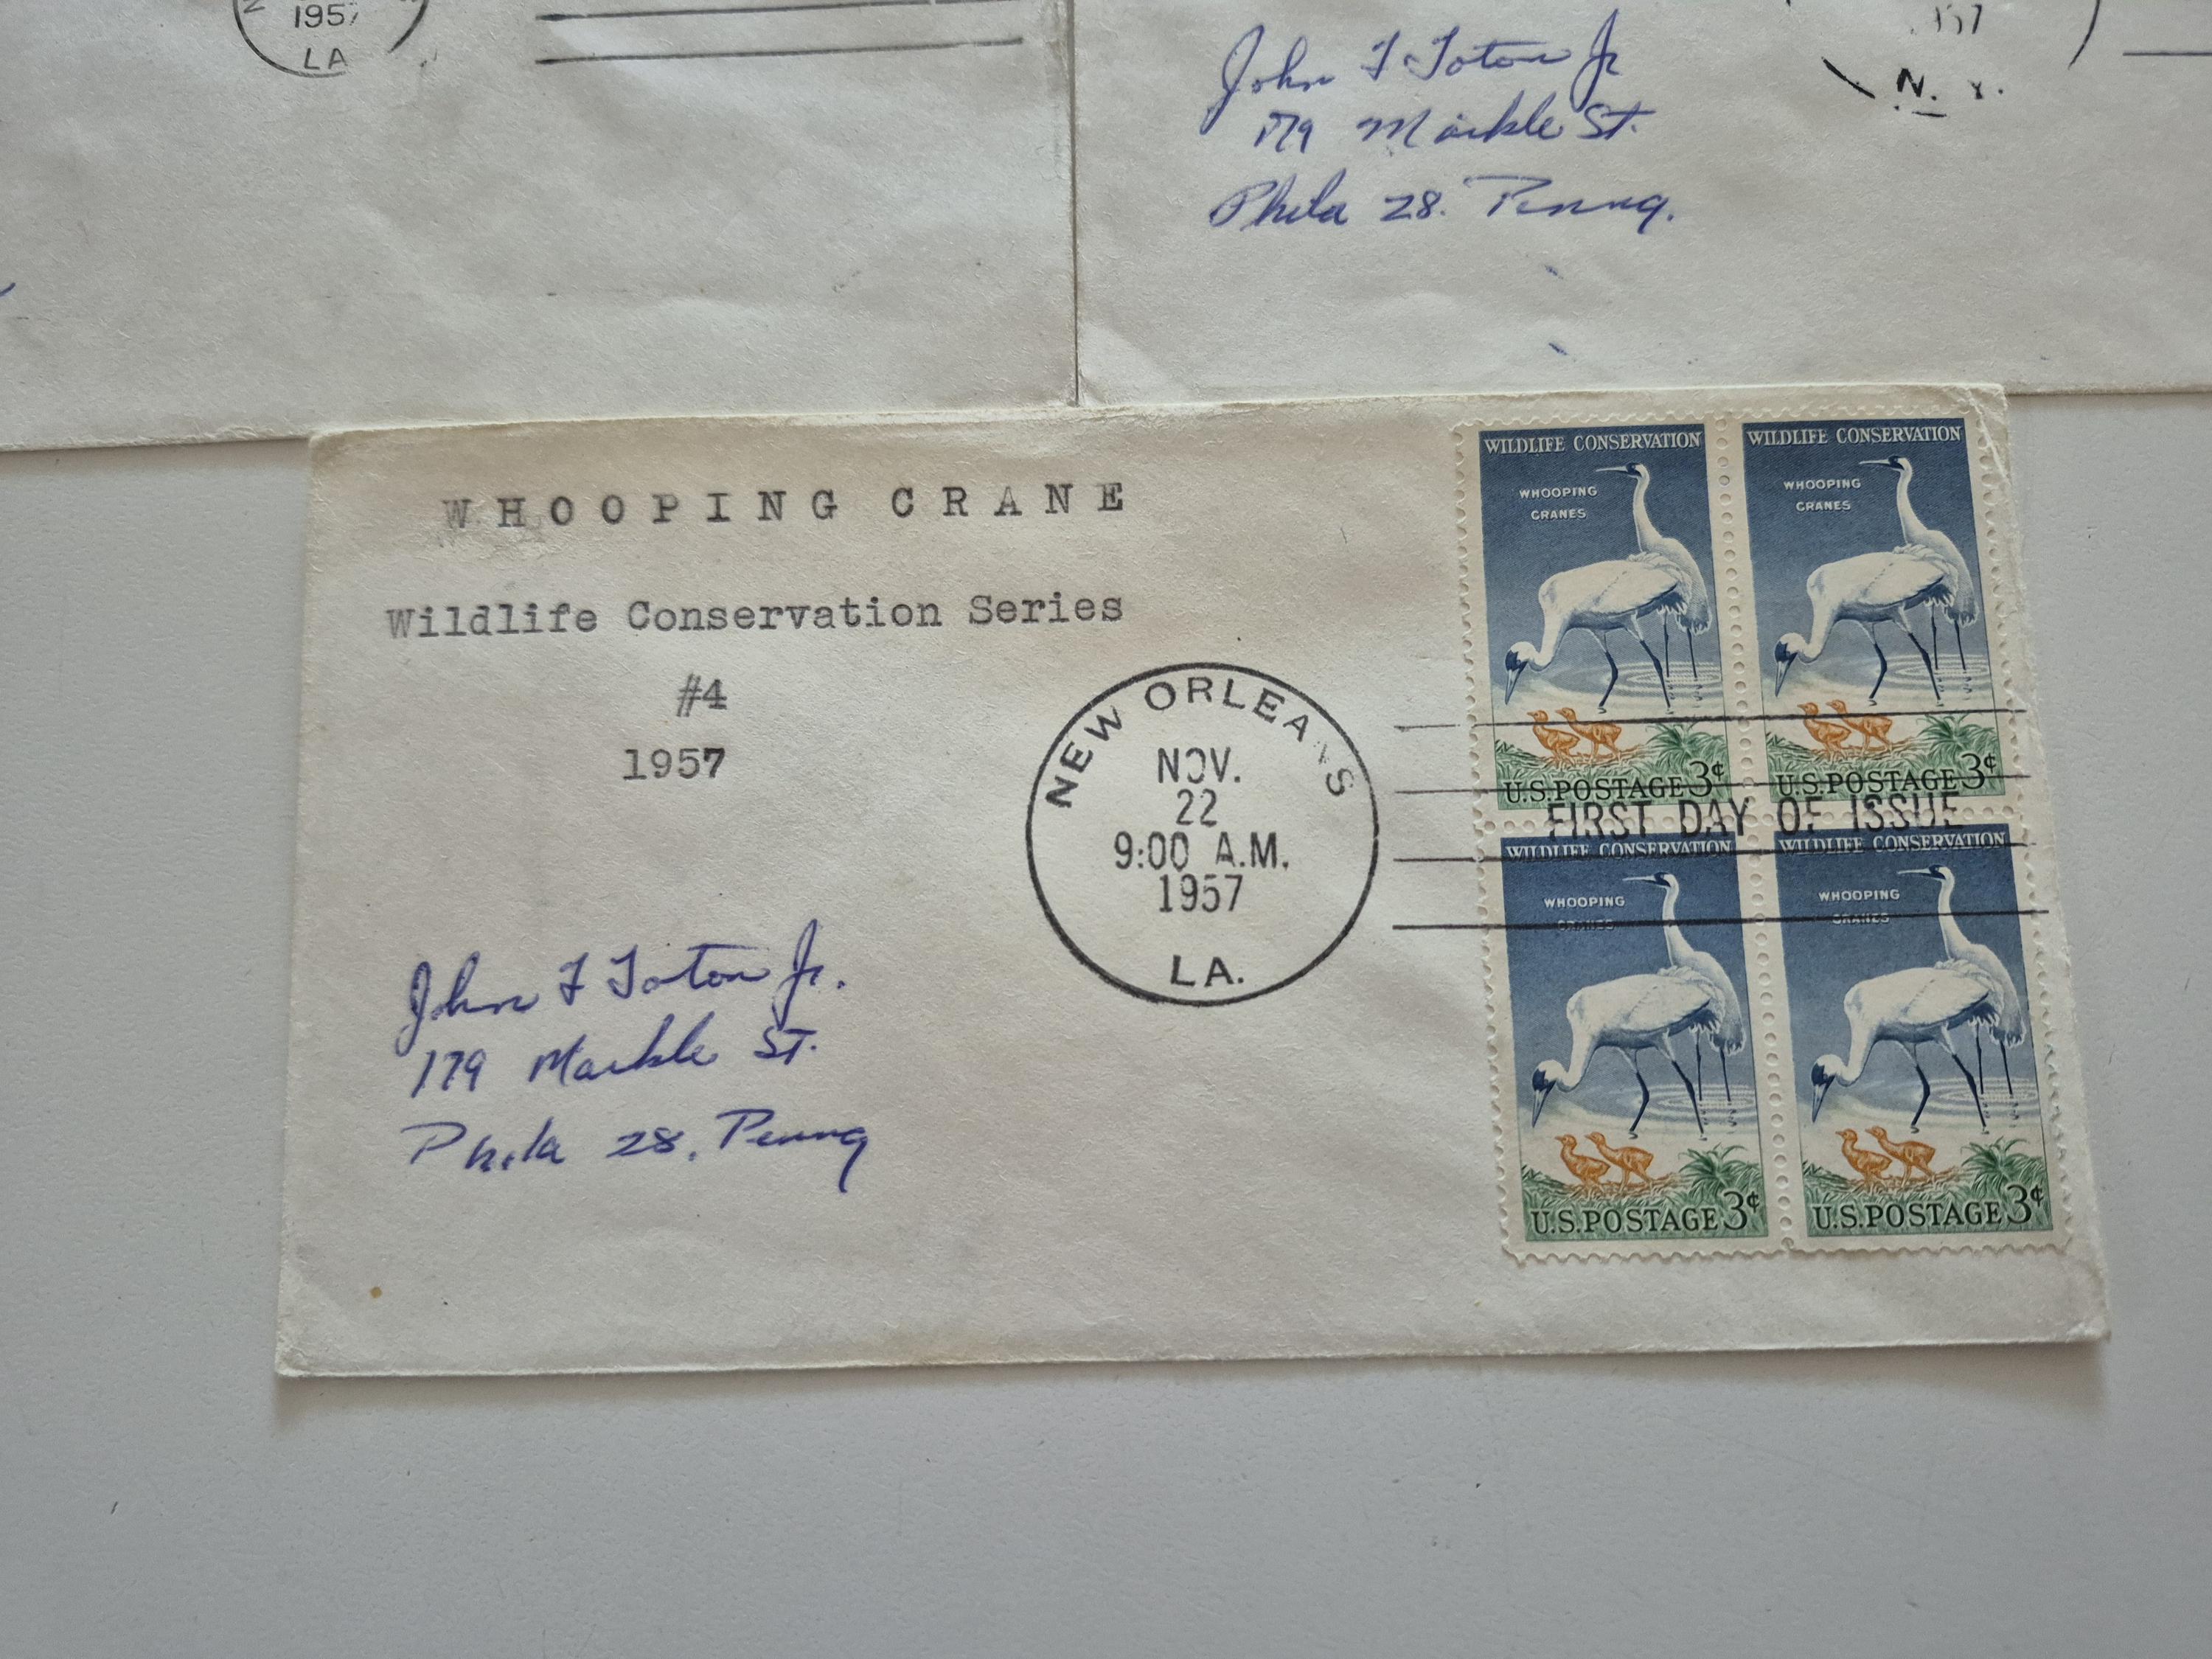 1957
LA
John F Toton Jr
179 Markle St.
Phila 28. Penna.
N. Y.
WHOOPING CRANE
Wildlife Conservation Series
#4
1957
NEW ORLEANS
NOV.
22
9:00 A.M.
1957
LA.
John F Toton Jr.
179 Markle St.
Phila 28, Penna
WILDLIFE CONSERVATION
WHOOPING
CRANES
U.S. POSTAGE 3¢
WILDLIFE CONSERVATION
WHOOPING
CRANES
U.S. POSTAGE 3¢
FIRST DAY OF ISSUE
WILDLIFE CONSERVATION
WHOOPING
CRANES
U.S. POSTAGE 3¢
WILDLIFE CONSERVATION
WHOOPING
CRANES
U.S. POSTAGE 3¢